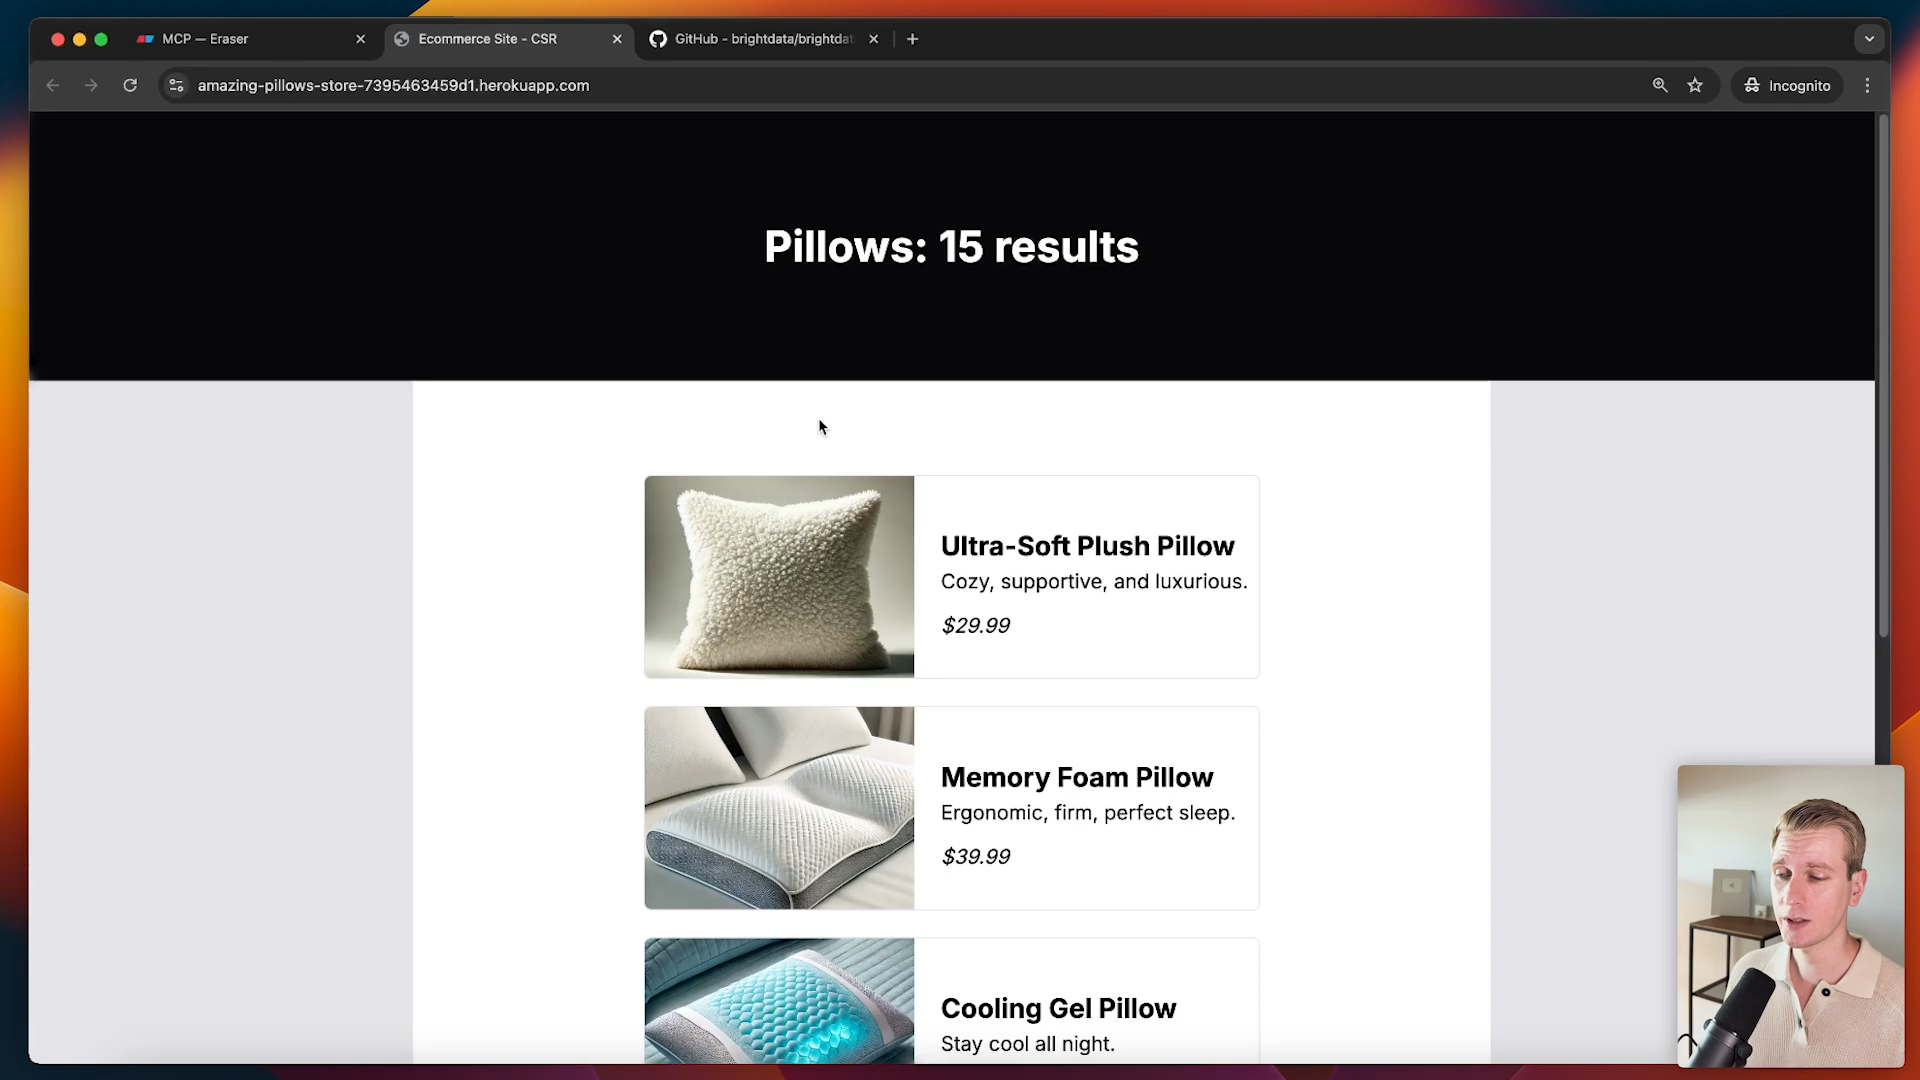 MCP — Eraser
Ecommerce Site - CSR
GitHub - brightdata/brightdat
amazing-pillows-store-7395463459d1.herokuapp.com
Incognito
Pillows: 15 results
Ultra-Soft Plush Pillow
Cozy, supportive, and luxurious.
$29.99
Memory Foam Pillow
Ergonomic, firm, perfect sleep.
$39.99
Cooling Gel Pillow
Stay cool all night.